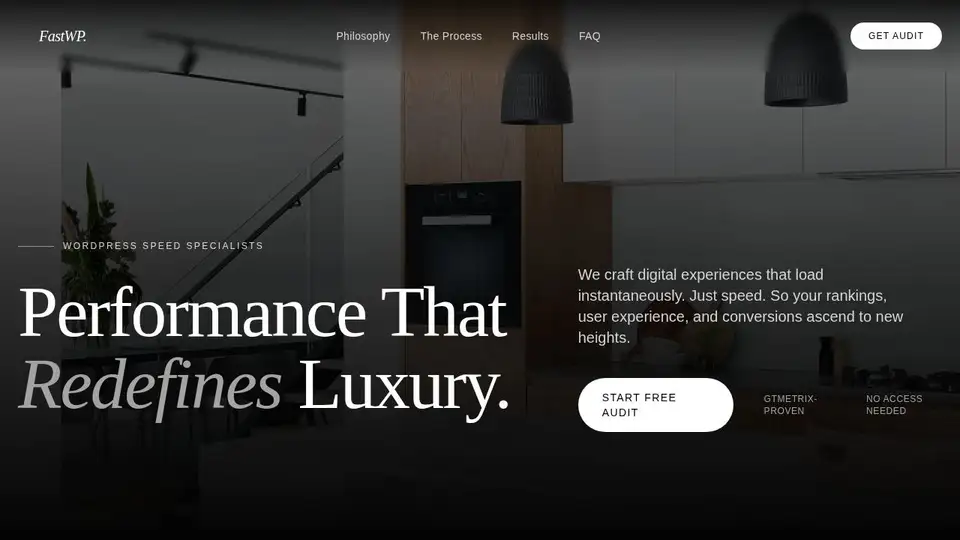 FastWP.
Philosophy
The Process
Results
FAQ
GET AUDIT
WORDPRESS SPEED SPECIALISTS
Performance That
Redefines Luxury.
We craft digital experiences that load
instantaneously. Just speed. So your rankings,
user experience, and conversions ascend to new
heights.
START FREE
AUDIT
GTMETRIX-
PROVEN
NO ACCESS
NEEDED